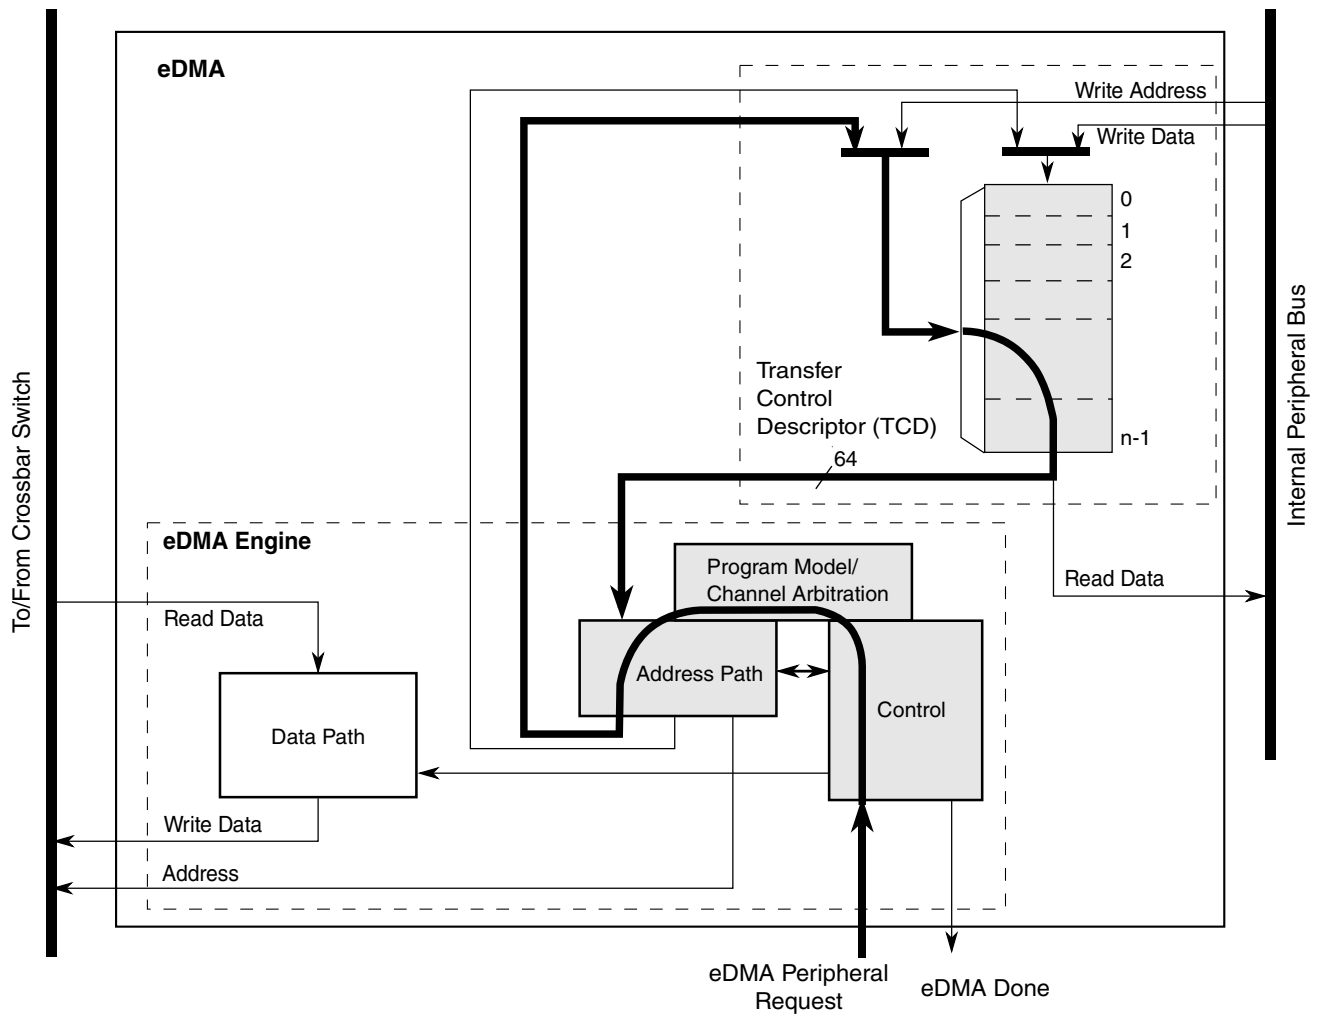 eDMA
Write Address
Write Data
0
1
2
n-1
Transfer
Control
Descriptor (TCD)
64
To/From Crossbar Switch
Internal Peripheral Bus
eDMA Engine
Program Model/
Channel Arbitration
Read Data
Read Data
Address Path
Control
Data Path
Write Data
Address
eDMA Peripheral
Request
eDMA Done